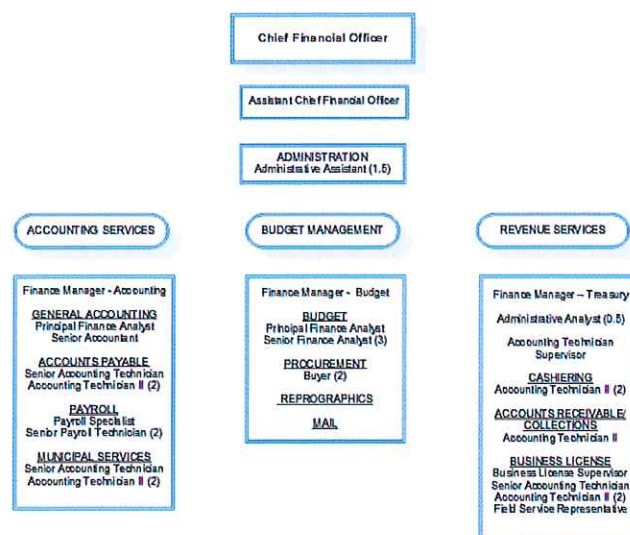 Chief Financial Officer
Assistant Chief Financial Officer
ADMINISTRATION
Administrative Assistant (1.5)
ACCOUNTING SERVICES
Finance Manager - Accounting
GENERAL ACCOUNTING
Principal Finance Analyst
Senior Accountant
ACCOUNTS PAYABLE
Senior Accounting Technician
Accounting Technician II (2)
PAYROLL
Payroll Specialist
Senior Payroll Technician (2)
MUNICIPAL SERVICES
Senior Accounting Technician
Accounting Technician II (2)
BUDGET MANAGEMENT
Finance Manager - Budget
BUDGET
Principal Finance Analyst
Senior Finance Analyst (3)
PROCUREMENT
Buyer (2)
REPROGRAPHICS
MAIL
REVENUE SERVICES
Finance Manager – Treasury
Administrative Analyst (0.5)
Accounting Technician
Supervisor
CASHIERING
Accounting Technician II (2)
ACCOUNTS RECEIVABLE/
COLLECTIONS
Accounting Technician II
BUSINESS LICENSE
Business License Supervisor
Senior Accounting Technician
Accounting Technician II (2)
Field Service Representative